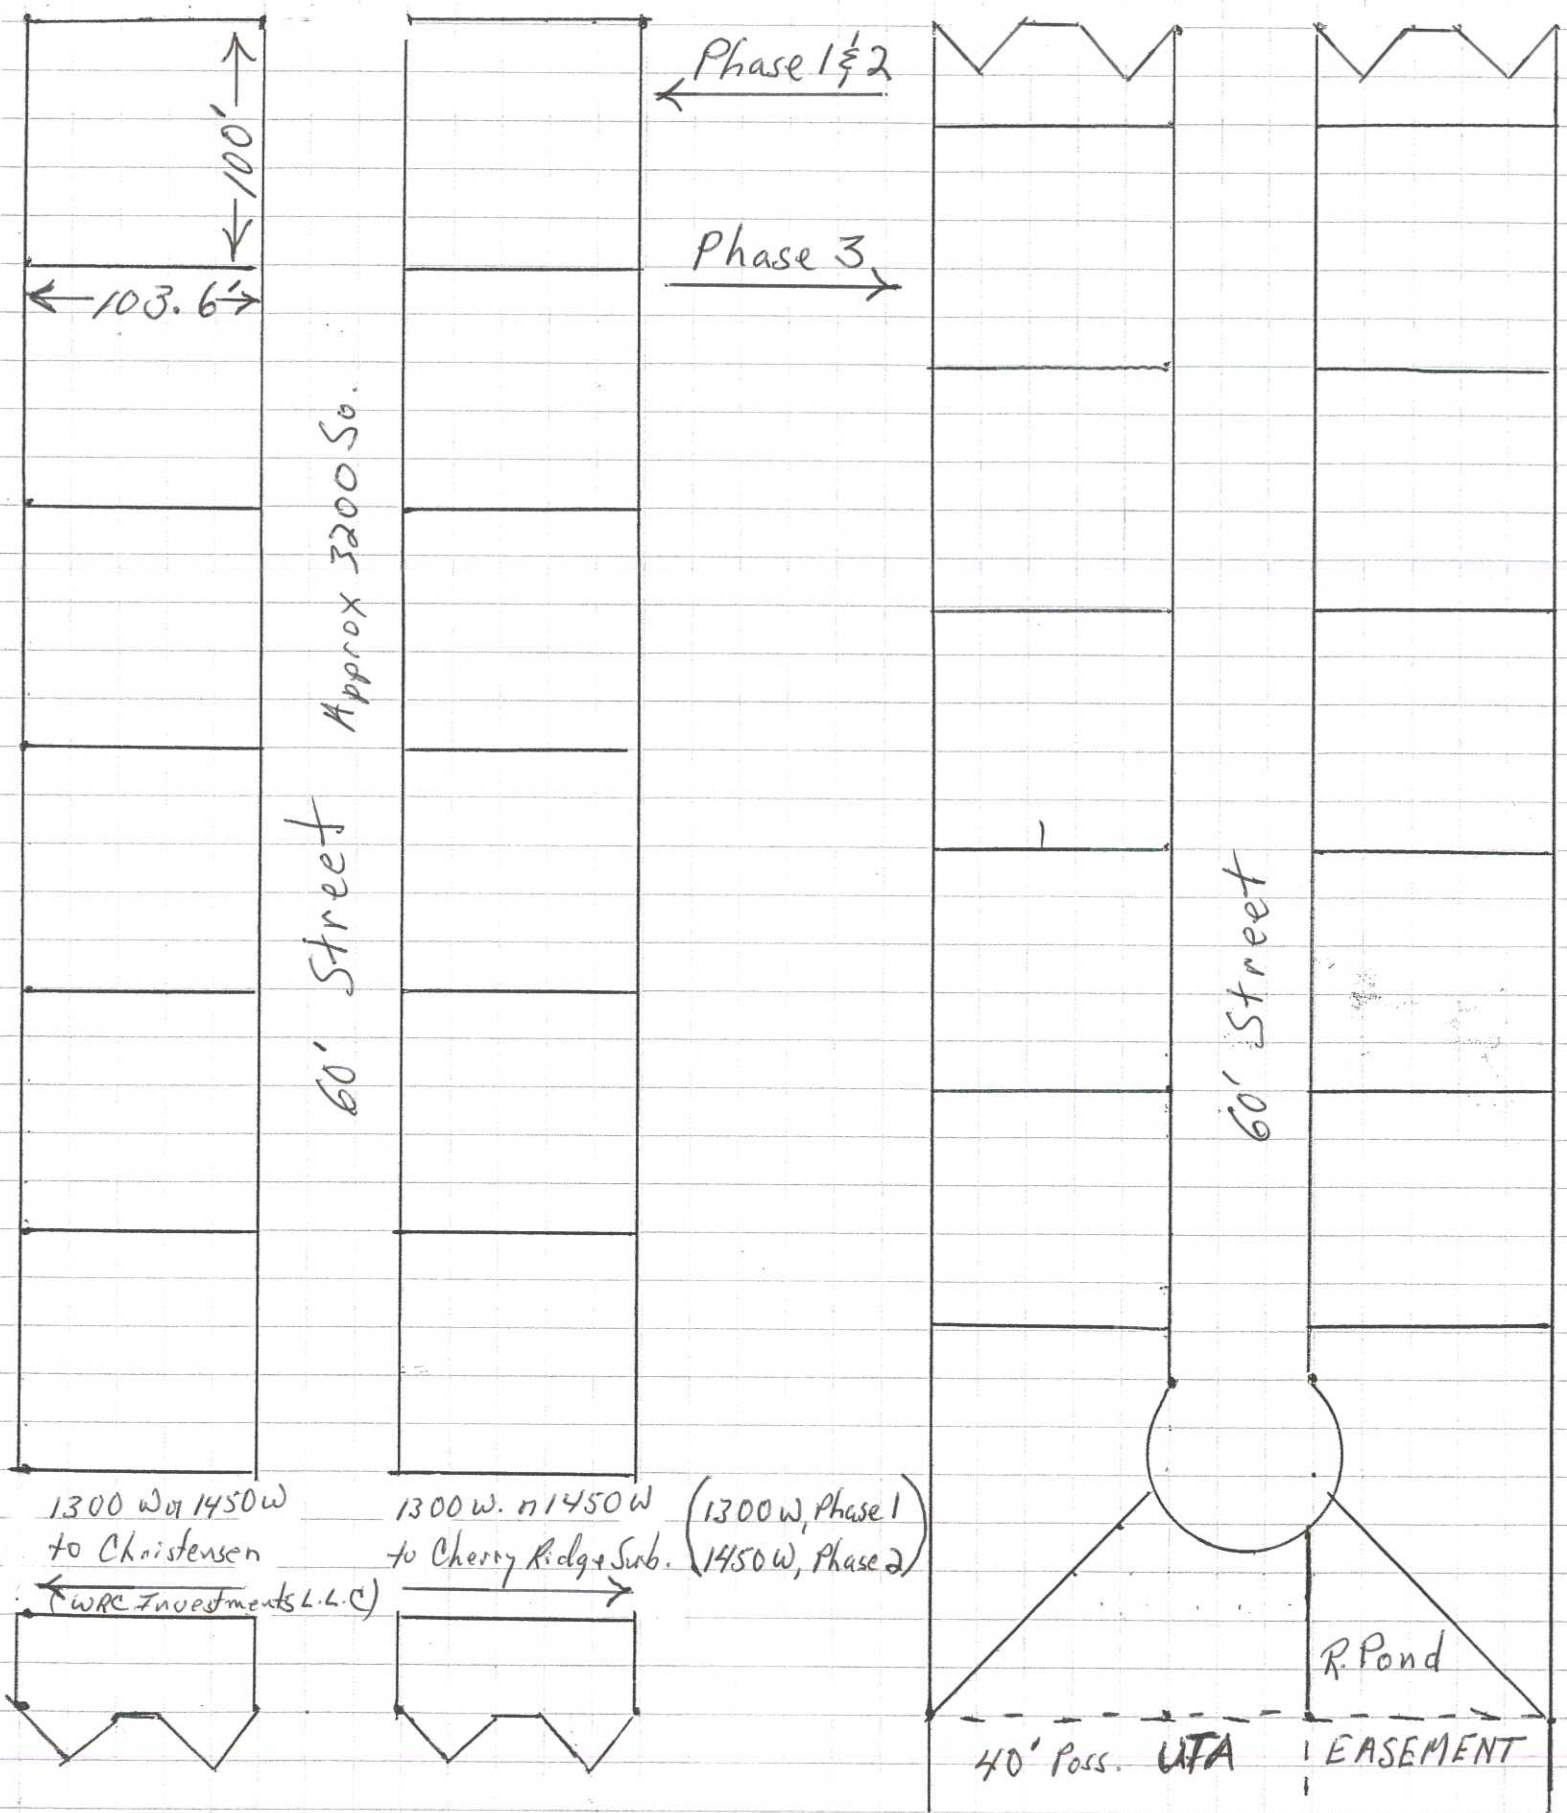 Phase 1 & 2
100'
Phase 3
103.6'
Approx 3200 So.
60' Street
60' Street
1300 W or 1450 W
to Christensen
(WRC Investments L.L.C)
1300 W. or 1450 W
to Cherry Ridge Sub.
(1300 W, Phase 1
1450 W, Phase 2)
R. Pond
40' Poss. UTA EASEMENT